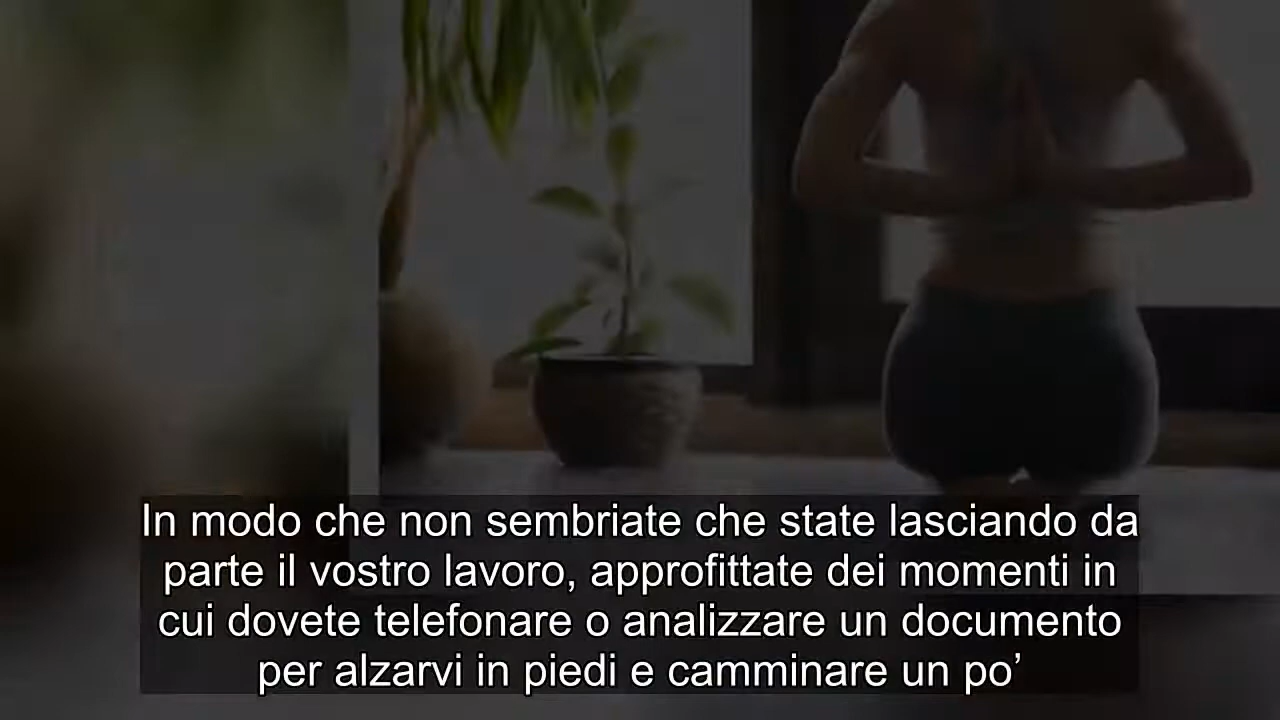 In modo che non sembriate che state lasciando da
parte il vostro lavoro, approfittate dei momenti in
cui dovete telefonare o analizzare un documento
per alzarvi in piedi e camminare un po’